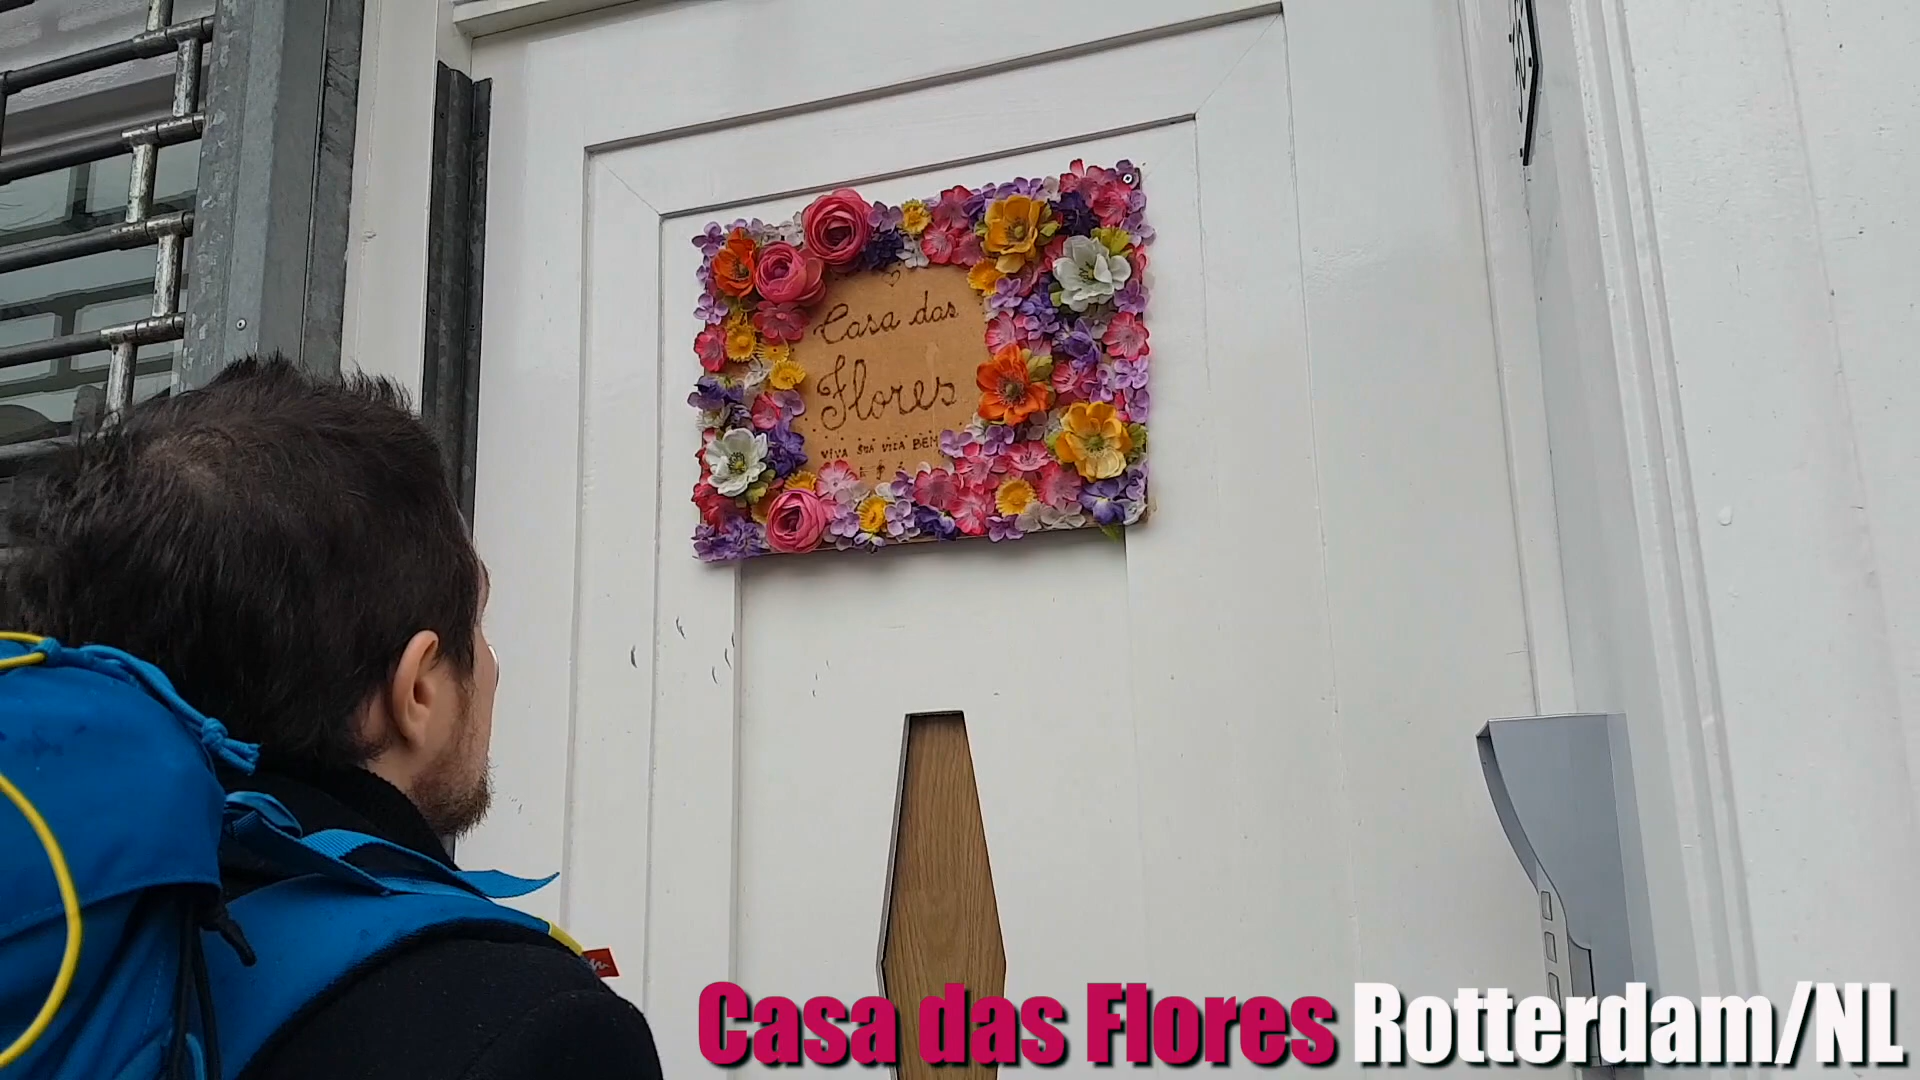 Casa das
Flores
VIVA SUA VIDA BEM
Casa das Flores Rotterdam/NL